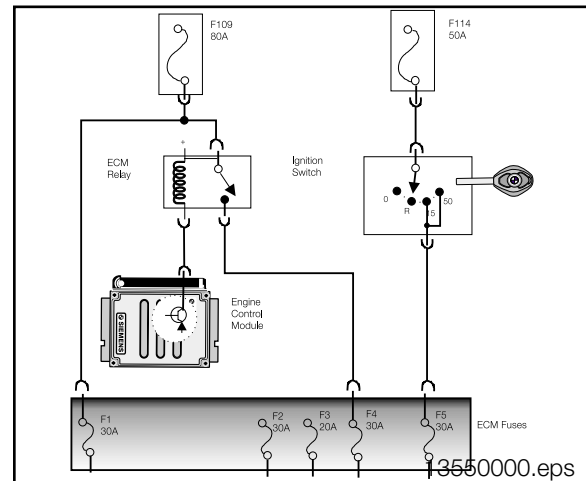 F109
80A
F114
50A
+
ECM
Relay
Ignition
Switch
0
R
15
50
SIEMENS
Engine
Control
Module
F1
30A
F2
30A
F3
20A
F4
30A
F5
30A
ECM Fuses
13550000.eps